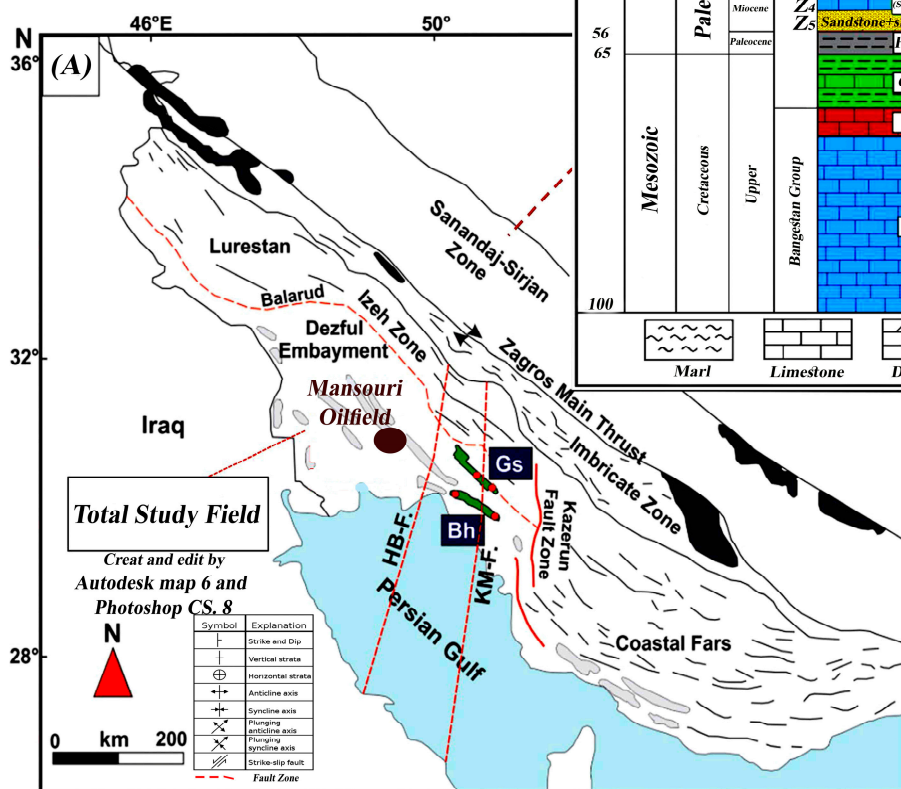 46°
50°
N
36°
(A)
56
65
Pale
Miocene
Paleocene
Z4
Z5
Sandstone+s
Mesozoic
Cretaceous
Upper
Bangestan Group
100
Marl
Limestone
D
Sanandaj-Sirjan
Zone
Lurestan
Balarud
Izeh Zone
Dezful
Embayment
32°
Zagros Main Thrust
Imbricate Zone
Mansouri
Oilfield
Iraq
Gs
Bh
Kazerun
Fault Zone
HB-F.
KM-F.
Total Study Field
Creat and edit by
Autodesk map 6 and
Photoshop CS. 8
Persian Gulf
Coastal Fars
28°
N
0 km 200
Symbol Explanation
Strike and Dip
Vertical strata
Horizontal strata
Anticline axis
Syncline axis
Plunging
anticline axis
Plunging
syncline axis
Strike-slip fault
Fault Zone